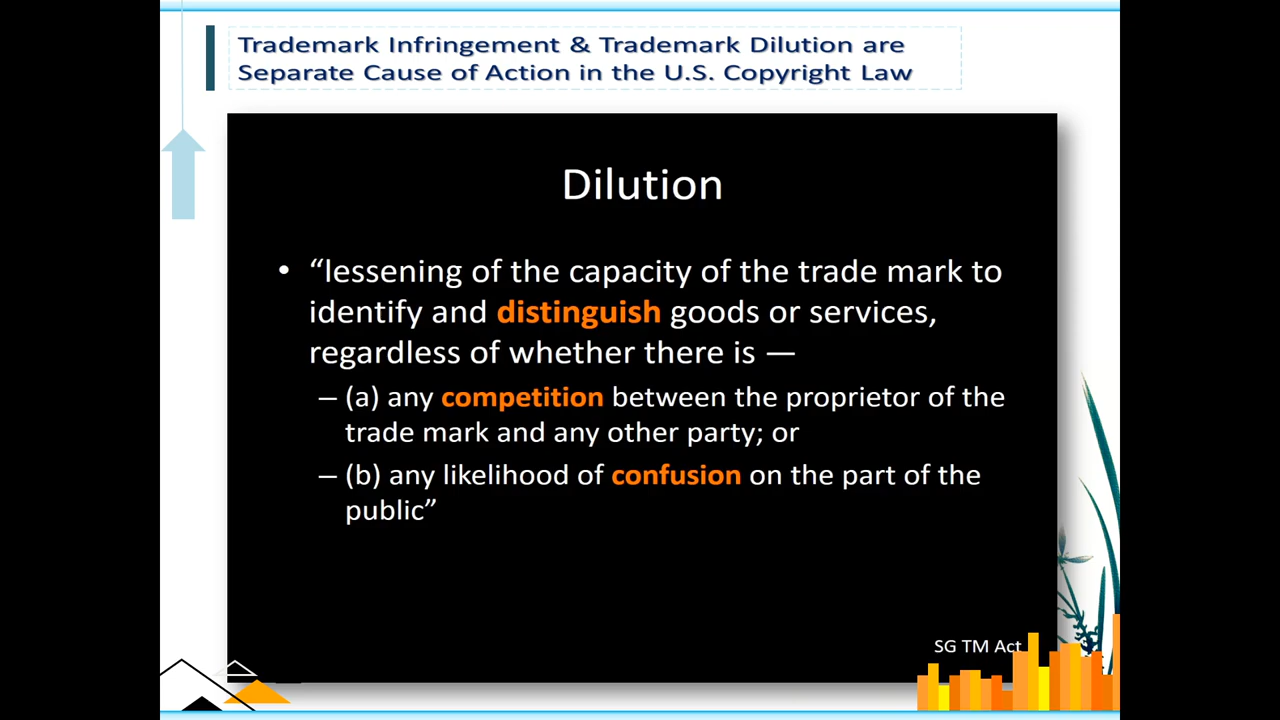 Trademark Infringement & Trademark Dilution are
Separate Cause of Action in the U.S. Copyright Law
Dilution
• “lessening of the capacity of the trade mark to
identify and distinguish goods or services,
regardless of whether there is —
– (a) any competition between the proprietor of the
trade mark and any other party; or
– (b) any likelihood of confusion on the part of the
public”
SG TM Act